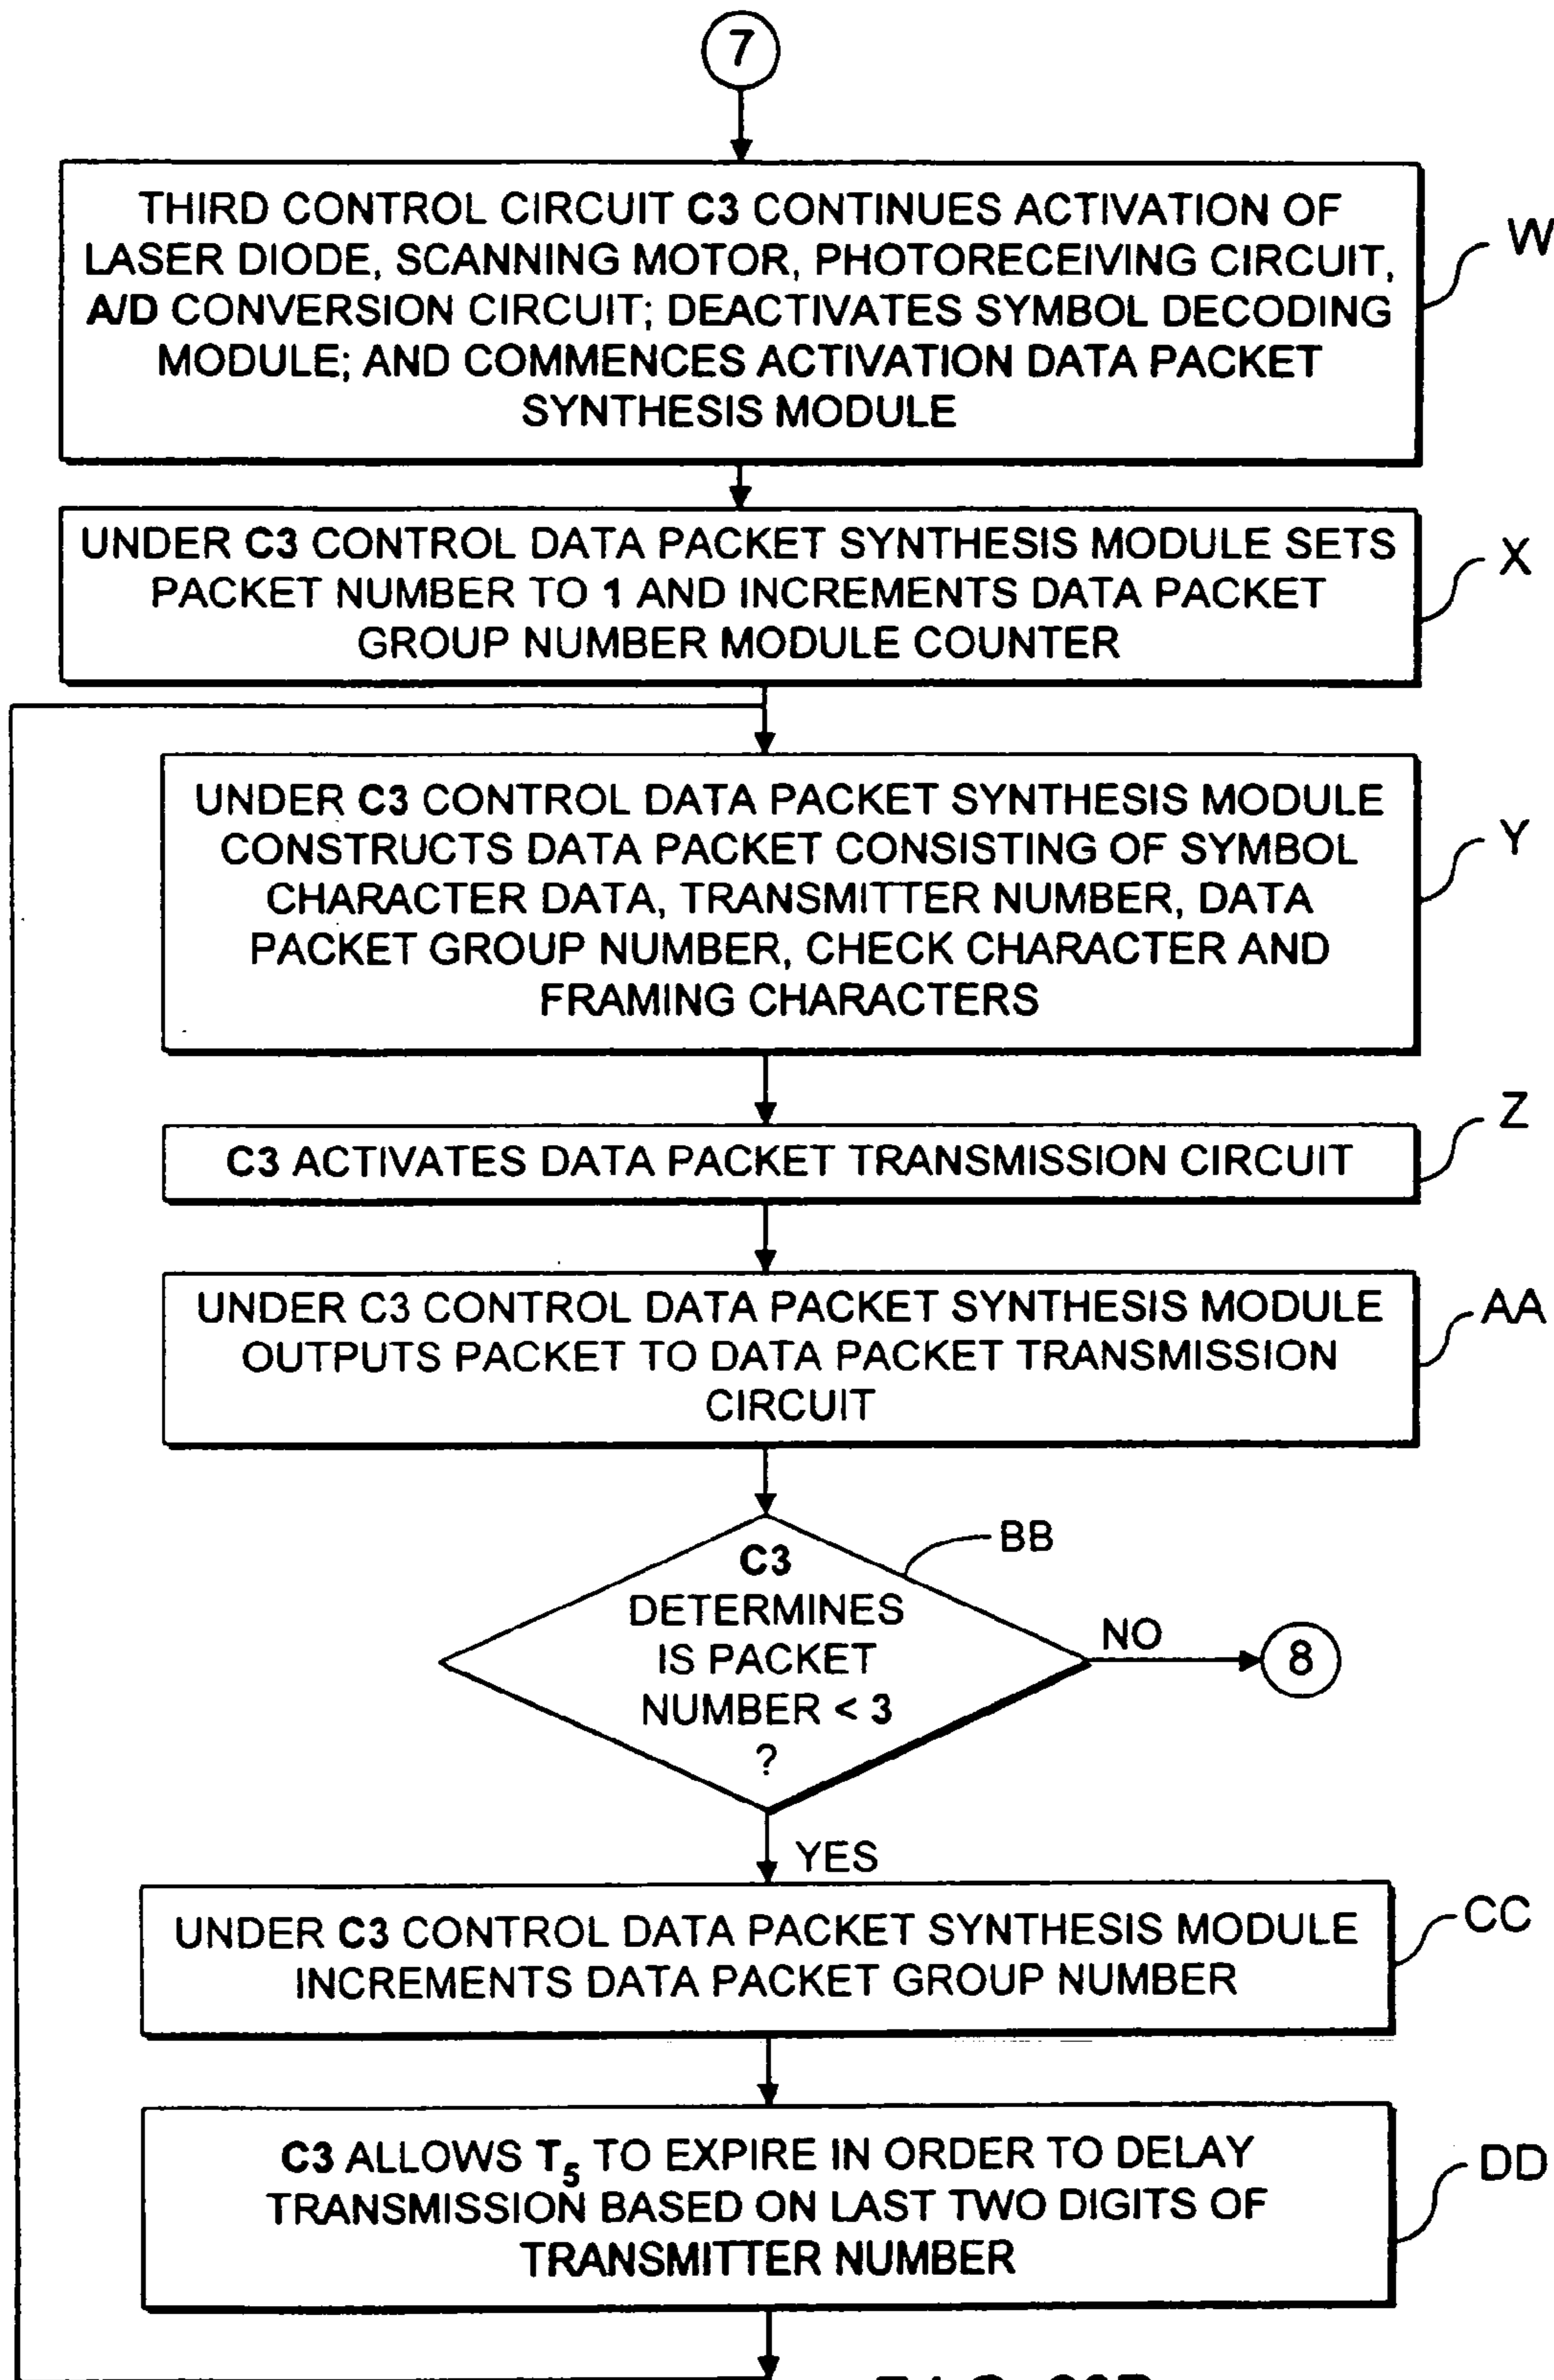 7
THIRD CONTROL CIRCUIT C3 CONTINUES ACTIVATION OF
LASER DIODE, SCANNING MOTOR, PHOTORECEIVING CIRCUIT,
A/D CONVERSION CIRCUIT; DEACTIVATES SYMBOL DECODING
MODULE; AND COMMENCES ACTIVATION DATA PACKET
SYNTHESIS MODULE
W
UNDER C3 CONTROL DATA PACKET SYNTHESIS MODULE SETS
PACKET NUMBER TO 1 AND INCREMENTS DATA PACKET
GROUP NUMBER MODULE COUNTER
X
UNDER C3 CONTROL DATA PACKET SYNTHESIS MODULE
CONSTRUCTS DATA PACKET CONSISTING OF SYMBOL
CHARACTER DATA, TRANSMITTER NUMBER, DATA
PACKET GROUP NUMBER, CHECK CHARACTER AND
FRAMING CHARACTERS
Y
C3 ACTIVATES DATA PACKET TRANSMISSION CIRCUIT
Z
UNDER C3 CONTROL DATA PACKET SYNTHESIS MODULE
OUTPUTS PACKET TO DATA PACKET TRANSMISSION
CIRCUIT
AA
C3
DETERMINES
IS PACKET
NUMBER < 3
?
BB
NO
8
YES
UNDER C3 CONTROL DATA PACKET SYNTHESIS MODULE
INCREMENTS DATA PACKET GROUP NUMBER
CC
C3 ALLOWS T5 TO EXPIRE IN ORDER TO DELAY
TRANSMISSION BASED ON LAST TWO DIGITS OF
TRANSMITTER NUMBER
DD